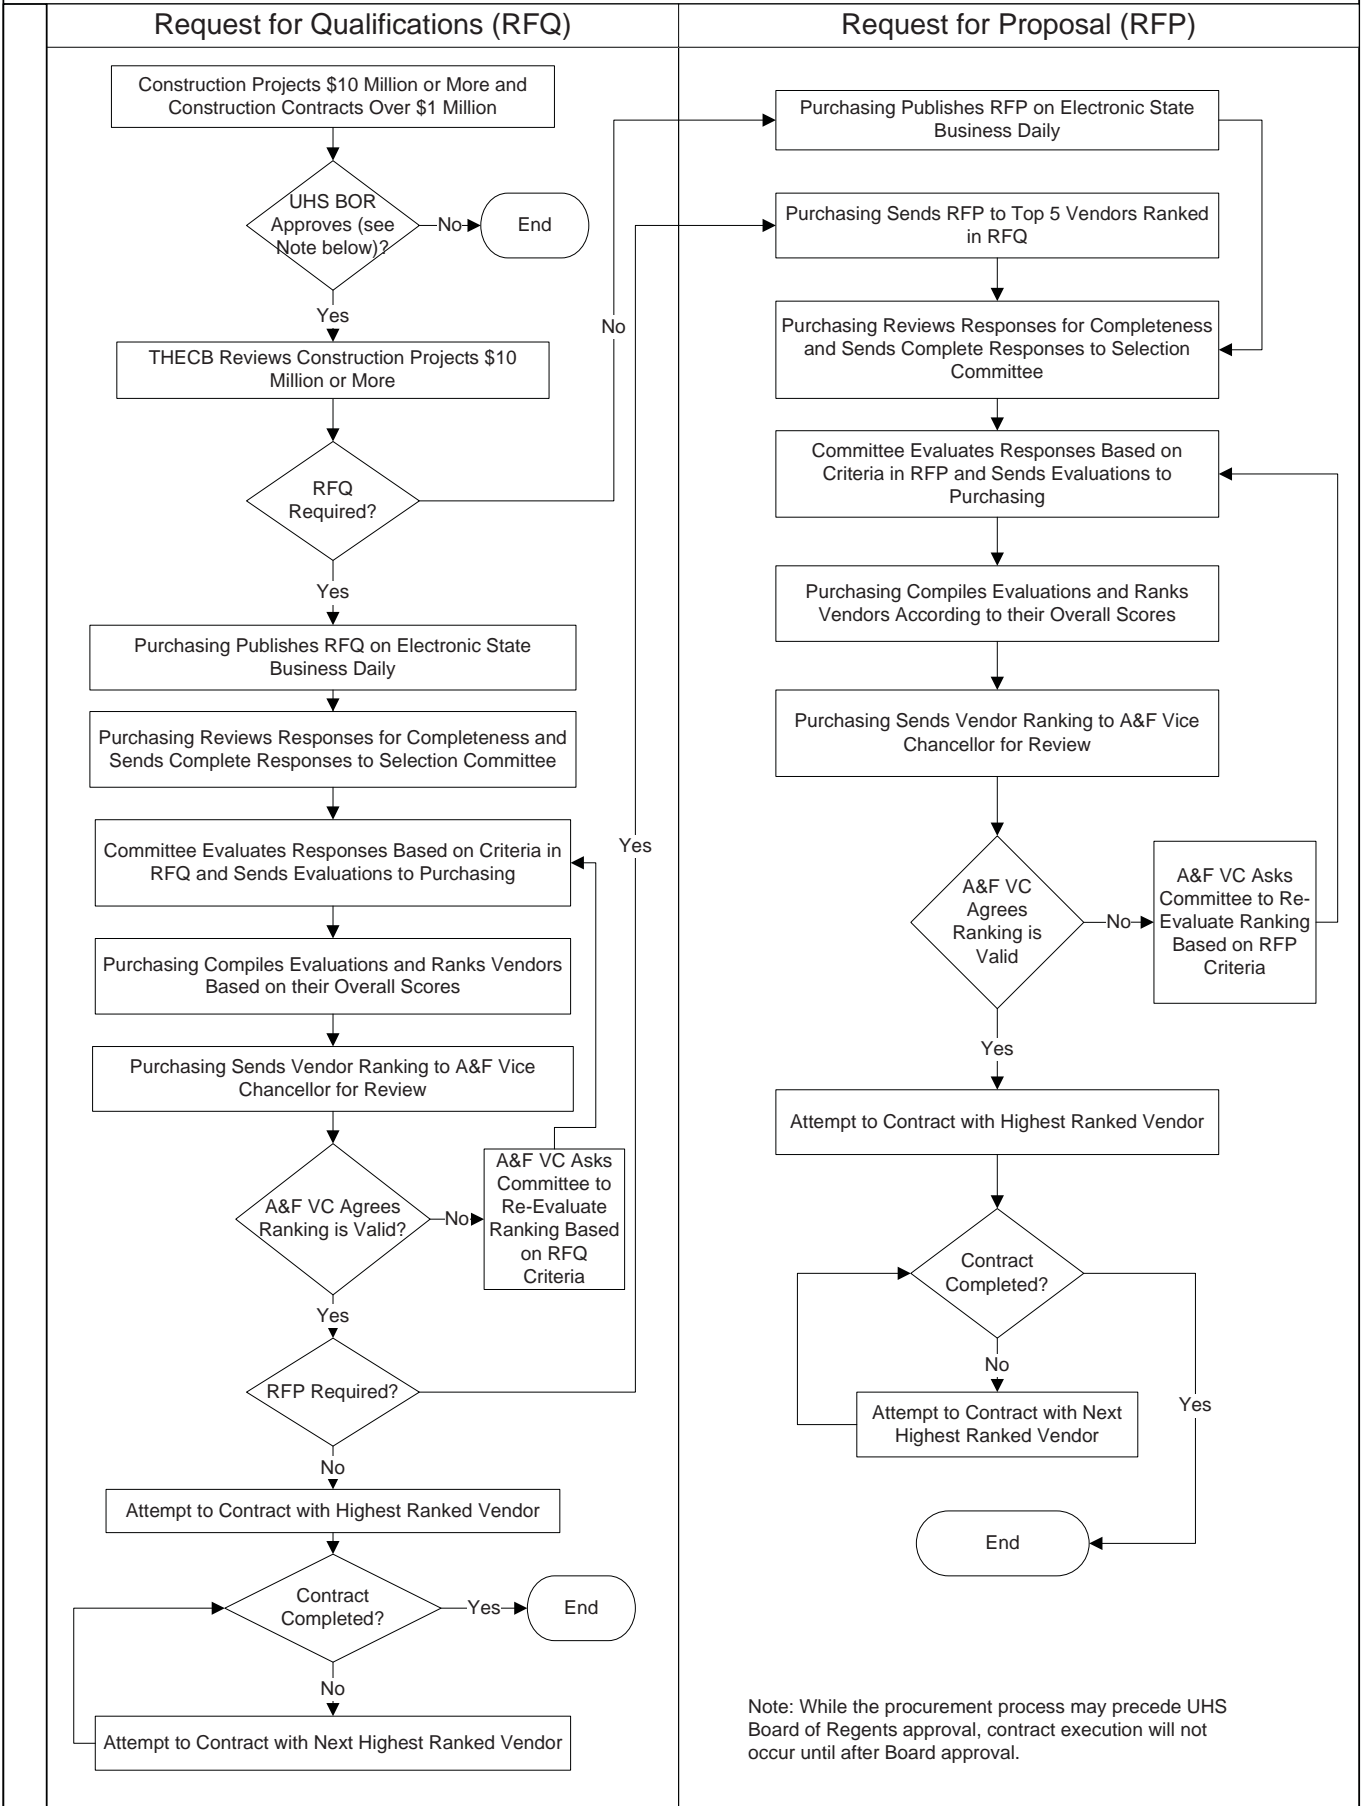 Request for Qualifications (RFQ)
Construction Projects $10 Million or More and
Construction Contracts Over $1 Million
UHS BOR
Approves (see
Note below)?
No
End
Yes
THECB Reviews Construction Projects $10
Million or More
RFQ
Required?
No
Yes
Purchasing Publishes RFQ on Electronic State
Business Daily
Purchasing Reviews Responses for Completeness and
Sends Complete Responses to Selection Committee
Committee Evaluates Responses Based on Criteria in
RFQ and Sends Evaluations to Purchasing
Purchasing Compiles Evaluations and Ranks Vendors
Based on their Overall Scores
Purchasing Sends Vendor Ranking to A&F Vice
Chancellor for Review
A&F VC Agrees
Ranking is Valid?
No
A&F VC Asks
Committee to
Re-Evaluate
Ranking Based
on RFQ
Criteria
Yes
RFP Required?
Yes
No
Attempt to Contract with Highest Ranked Vendor
Contract
Completed?
Yes
End
No
Attempt to Contract with Next Highest Ranked Vendor
Request for Proposal (RFP)
Purchasing Publishes RFP on Electronic State
Business Daily
Purchasing Sends RFP to Top 5 Vendors Ranked
in RFQ
Purchasing Reviews Responses for Completeness
and Sends Complete Responses to Selection
Committee
Committee Evaluates Responses Based on
Criteria in RFP and Sends Evaluations to
Purchasing
Purchasing Compiles Evaluations and Ranks
Vendors According to their Overall Scores
Purchasing Sends Vendor Ranking to A&F Vice
Chancellor for Review
A&F VC
Agrees
Ranking is
Valid
No
A&F VC Asks
Committee to Re-
Evaluate Ranking
Based on RFP
Criteria
Yes
Attempt to Contract with Highest Ranked Vendor
Contract
Completed?
No
Attempt to Contract with Next
Highest Ranked Vendor
Yes
End
Note: While the procurement process may precede UHS
Board of Regents approval, contract execution will not
occur until after Board approval.